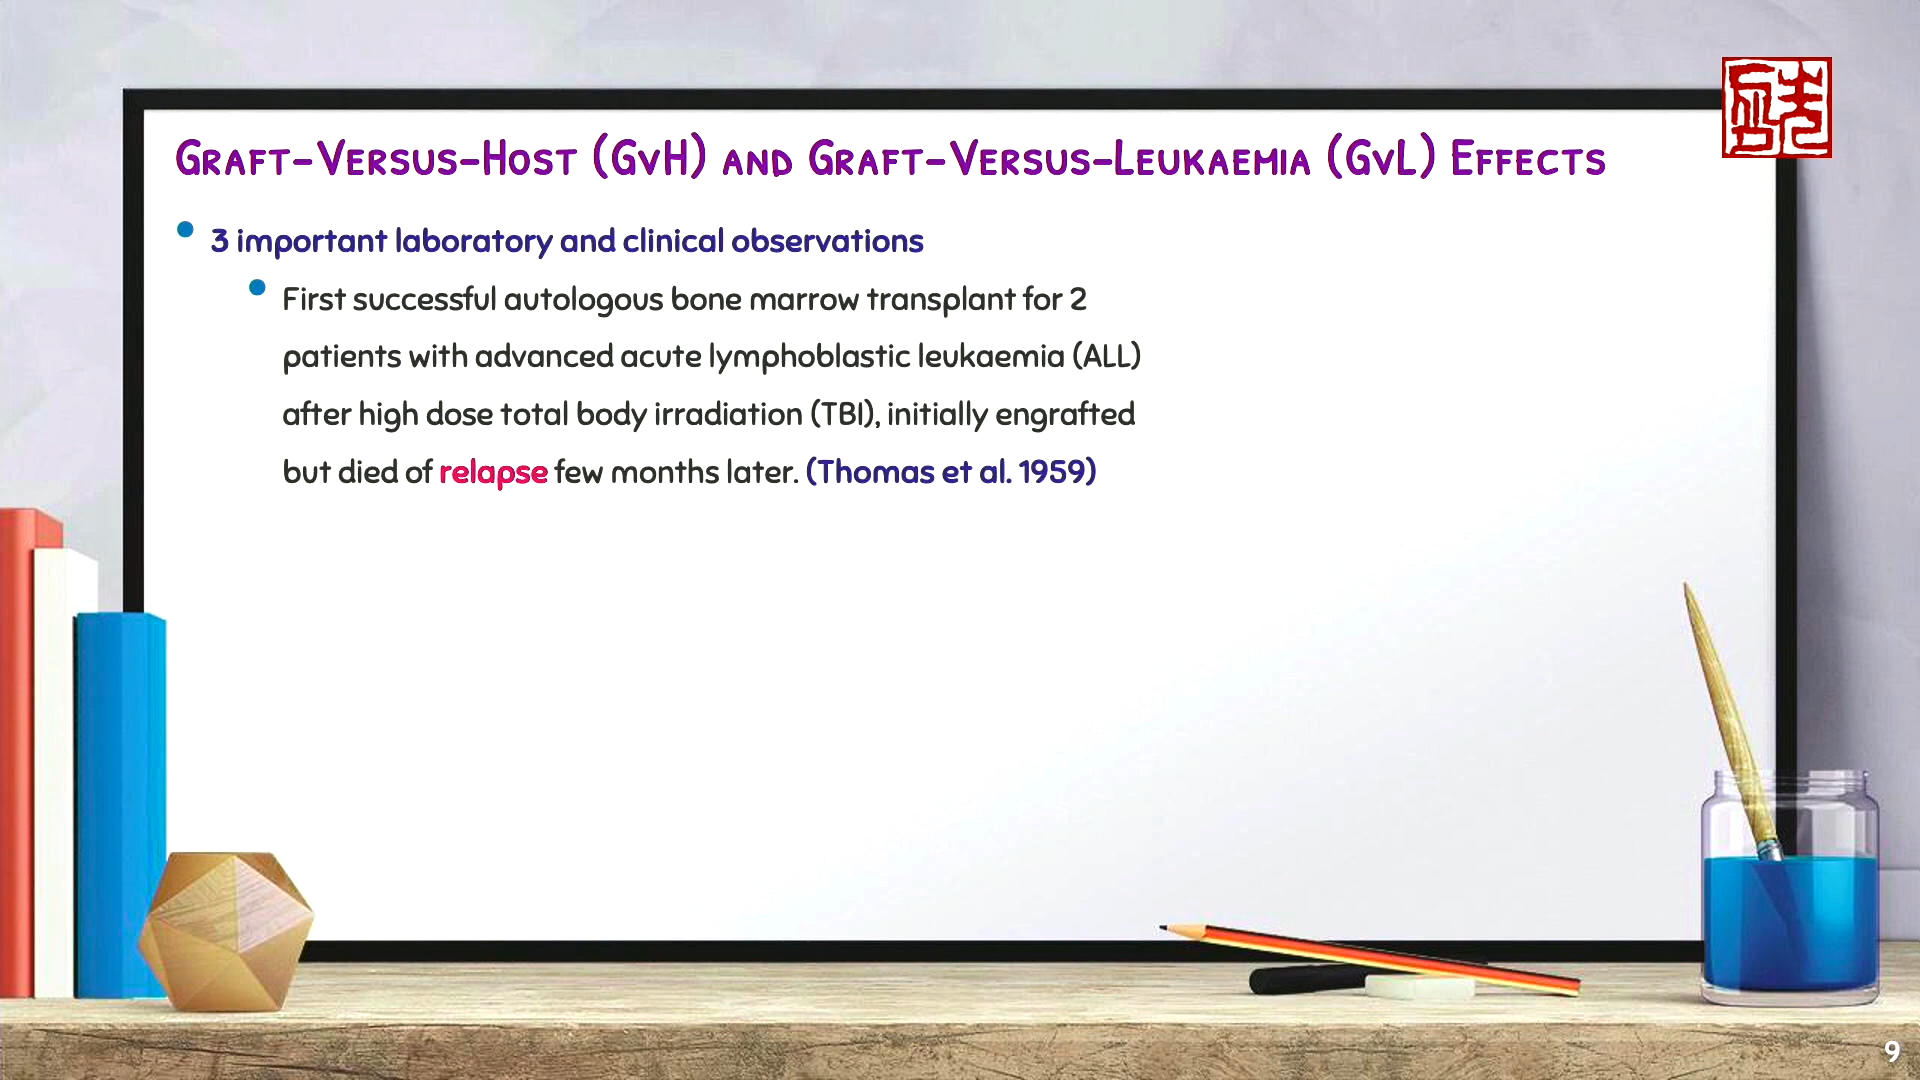 Graft-Versus-Host (GvH) and Graft-Versus-Leukaemia (GvL) Effects
3 important laboratory and clinical observations
First successful autologous bone marrow transplant for 2
patients with advanced acute lymphoblastic leukaemia (ALL)
after high dose total body irradiation (TBI), initially engrafted
but died of relapse few months later. (Thomas et al. 1959)
9